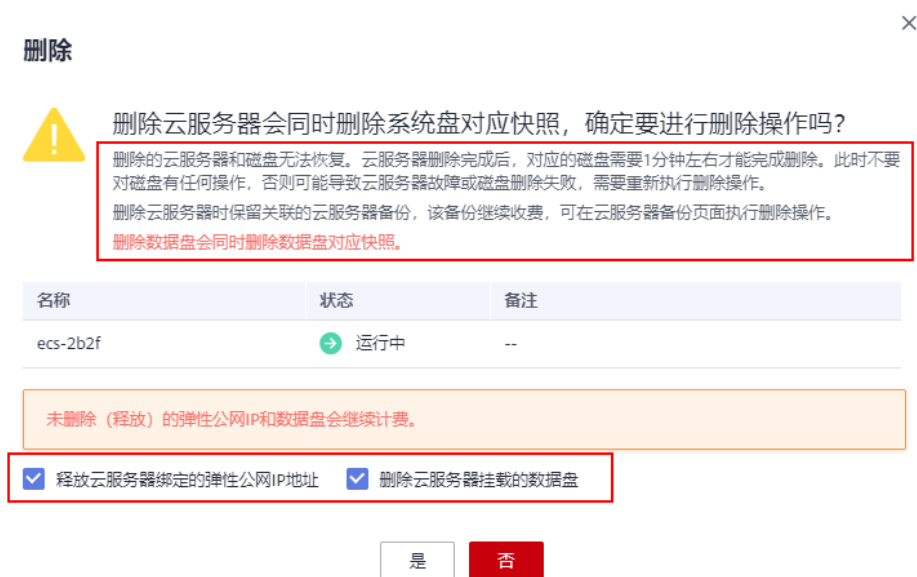 删除
删除云服务器会同时删除系统盘对应快照，确定要进行删除操作吗？
删除的云服务器和磁盘无法恢复。云服务器删除完成后，对应的磁盘需要1分钟左右才能完成删除。此时不要
对磁盘有任何操作，否则可能导致云服务器故障或磁盘删除失败，需要重新执行删除操作。
删除云服务器时保留关联的云服务器备份，该备份继续收费，可在云服务器备份页面执行删除操作。
删除数据盘会同时删除数据盘对应快照。
名称 状态 备注
ecs-2b2f 运行中 --
未删除（释放）的弹性公网IP和数据盘会继续计费。
释放云服务器绑定的弹性公网IP地址 删除云服务器挂载的数据盘
是 否